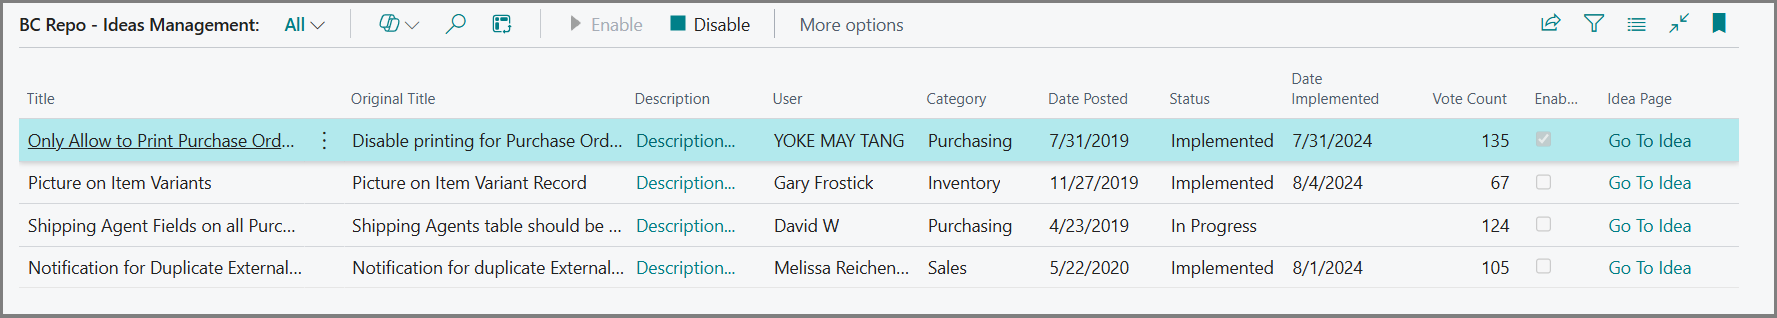 BC Repo - Ideas Management: All Enable Disable More options
Title Original Title Description User Category Date Posted Status Date Implemented Vote Count Enab... Idea Page
Only Allow to Print Purchase Ord... Disable printing for Purchase Ord... Description... YOKE MAY TANG Purchasing 7/31/2019 Implemented 7/31/2024 135 Go To Idea
Picture on Item Variants Picture on Item Variant Record Description... Gary Frostick Inventory 11/27/2019 Implemented 8/4/2024 67 Go To Idea
Shipping Agent Fields on all Purc... Shipping Agents table should be ... Description... David W Purchasing 4/23/2019 In Progress 124 Go To Idea
Notification for Duplicate External... Notification for duplicate External... Description... Melissa Reichen... Sales 5/22/2020 Implemented 8/1/2024 105 Go To Idea